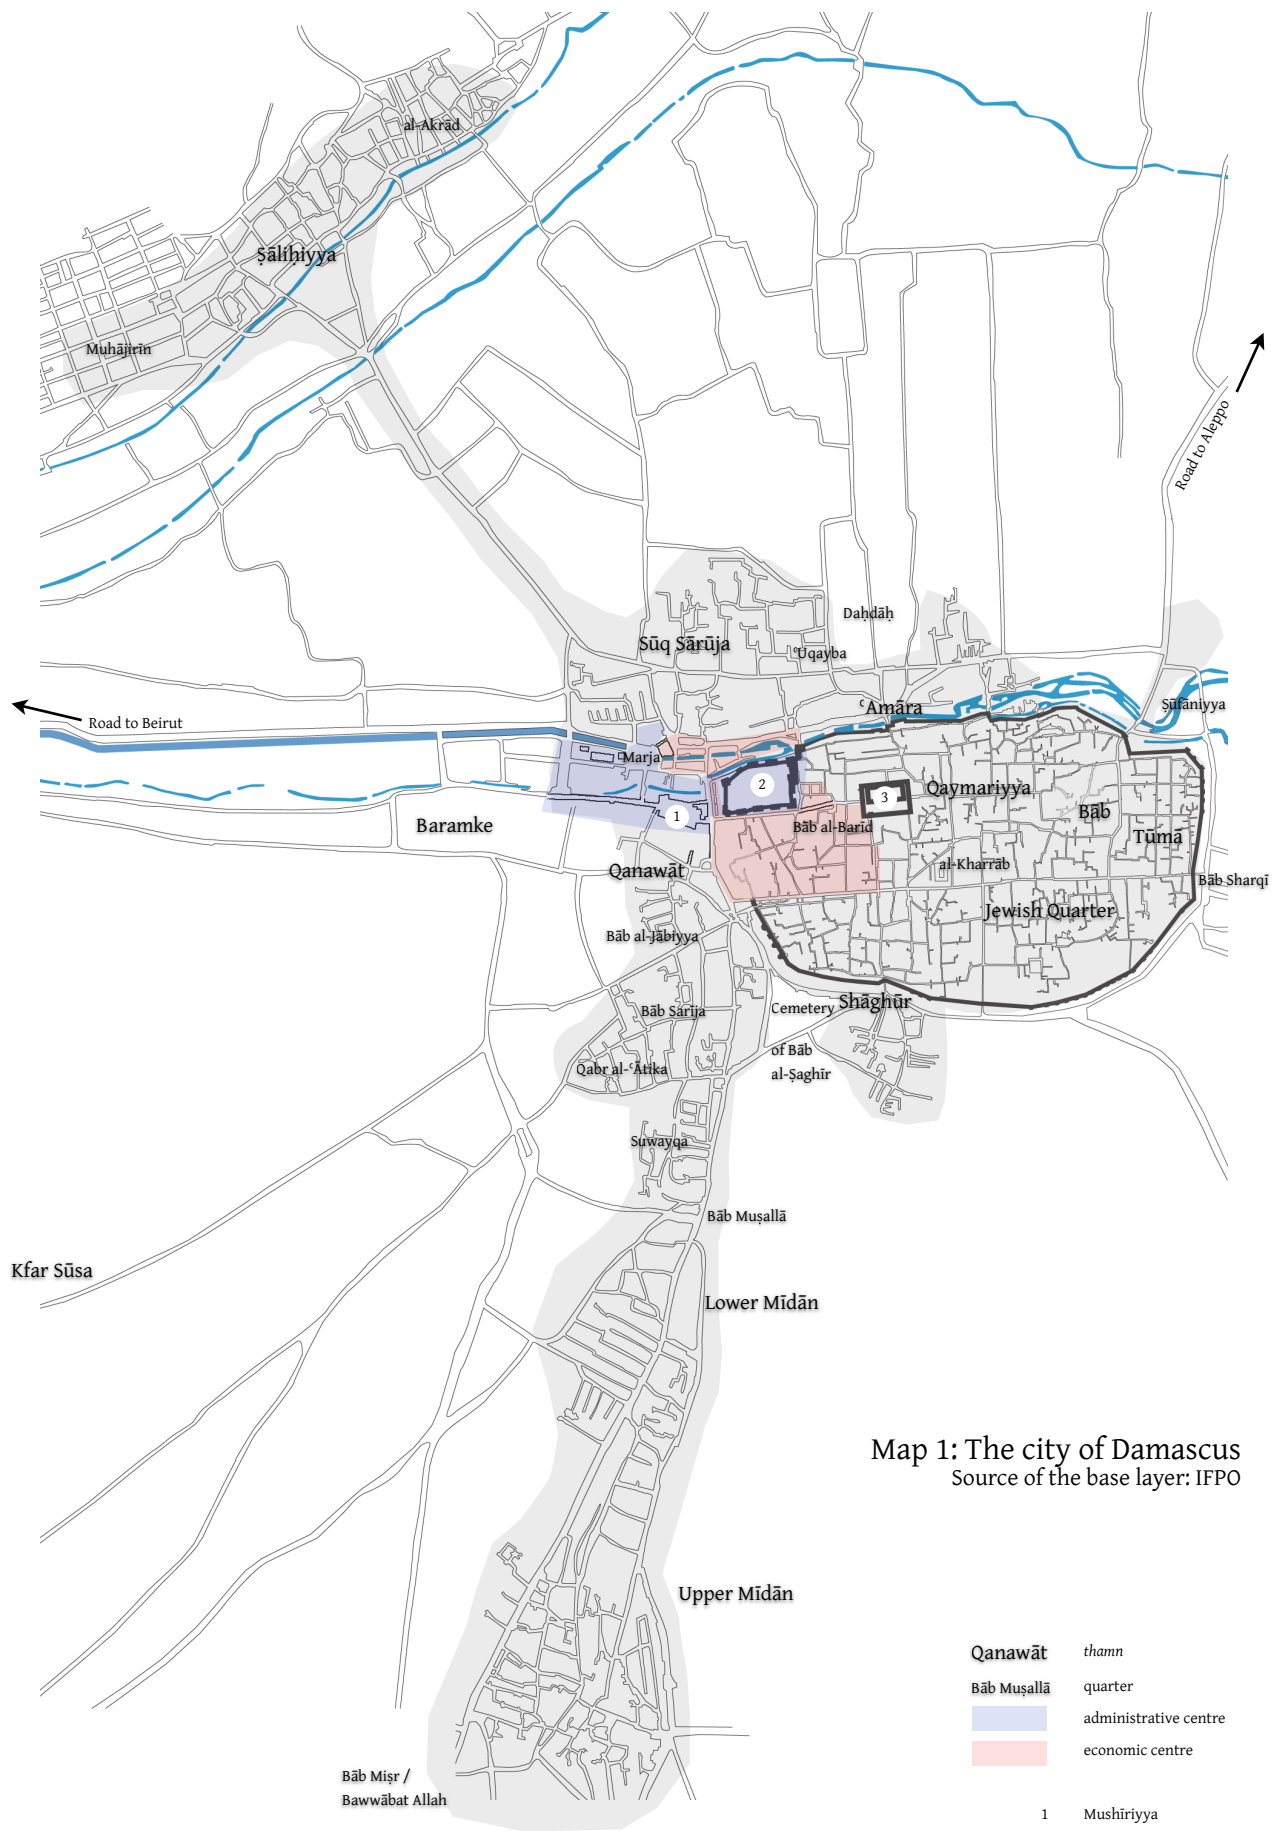 al-Akrād
Ṣāliḥiyya
Muhājirīn
Road to Aleppo
Daḥdāḥ
Sūq Sārūja
ʿUqayba
ʿAmāra
Ṣūfāniyya
Road to Beirut
Marja
2
3
Qaymariyya
1
Bāb al-Barīd
Bāb
Tūmā
Baramke
al-Kharrāb
Qanawāt
Bāb Sharqī
Jewish Quarter
Bāb al-Jābiyya
Bāb Sarīja
Cemetery
Shāghūr
of Bāb
al-Ṣaghīr
Qabr al-ʿĀtika
Suwayqa
Bāb Muṣallā
Kfar Sūsa
Lower Mīdān
Map 1: The city of Damascus
Source of the base layer: IFPO
Upper Mīdān
Qanawāt thamn
Bāb Muṣallā quarter
administrative centre
economic centre
Bāb Miṣr /
Bawwābat Allah
1 Mushīriyya